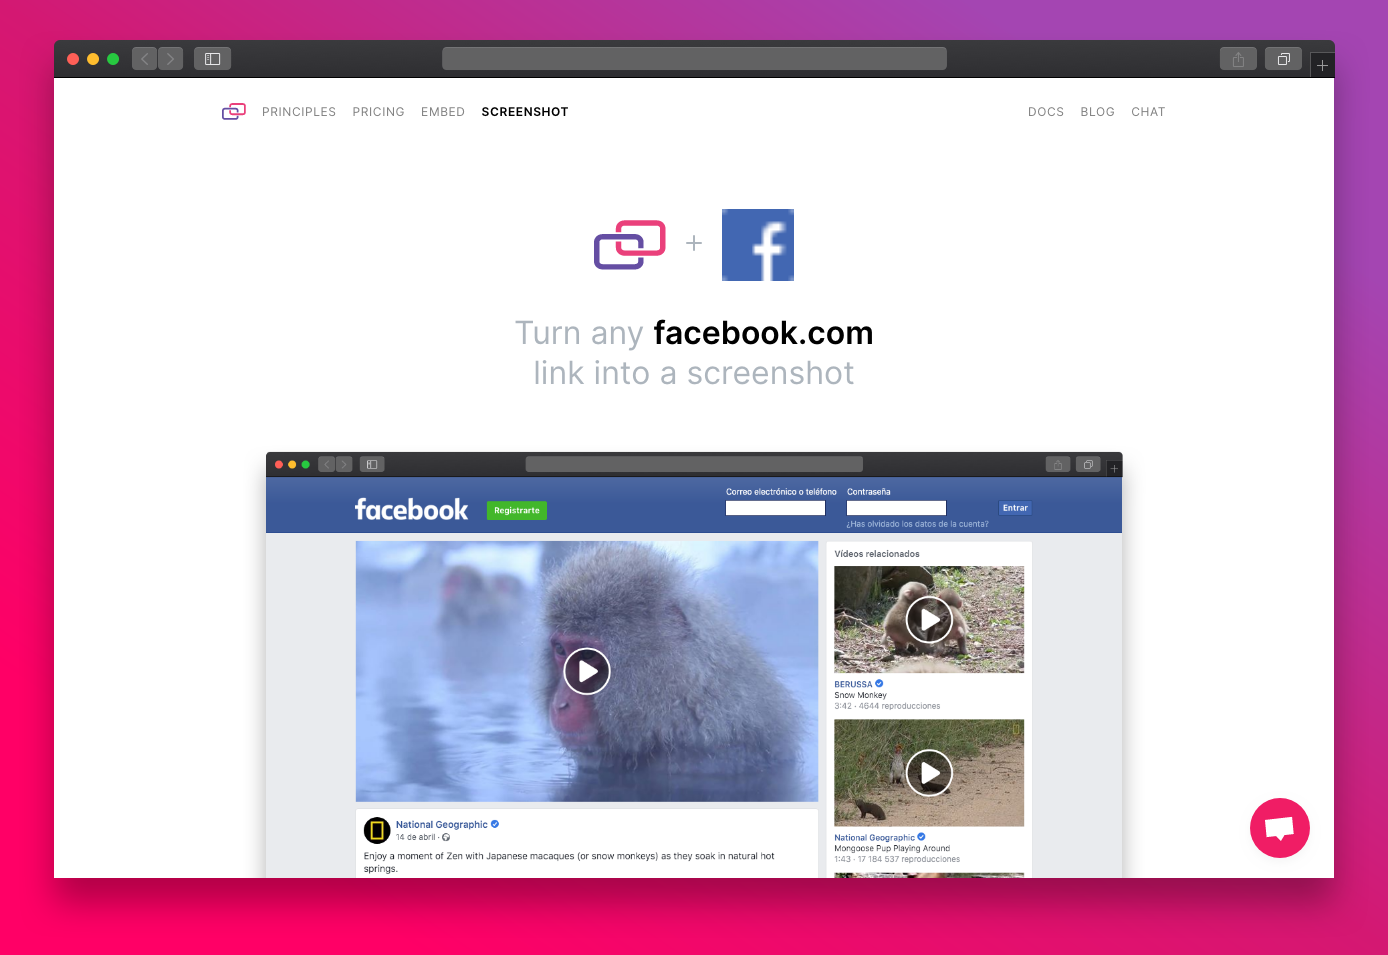 PRINCIPLES PRICING EMBED SCREENSHOT DOCS BLOG CHAT
+
Turn any facebook.com
link into a screenshot
Correo electrónico o teléfono Contraseña
facebook Registrarte Entrar
¿Has olvidado los datos de la cuenta?
Vídeos relacionados
BERUSSA
Snow Monkey
3:42 · 4644 reproducciones
National Geographic
14 de abril ·
Enjoy a moment of Zen with Japanese macaques (or snow monkeys) as they soak in natural hot
springs.
National Geographic
Mongoose Pup Playing Around
1:43 · 17 184 537 reproducciones